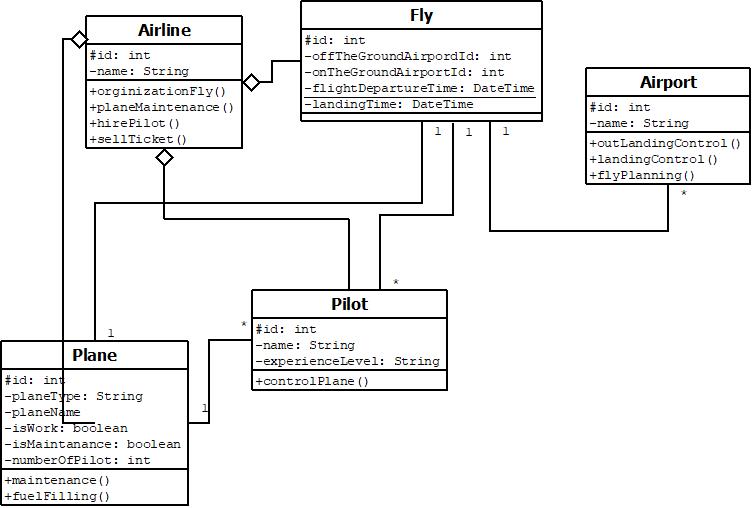 Airline
#id: int
-name: String
+orginizationFly()
+planeMaintenance()
+hirePilot()
+sellTicket()
Fly
#id: int
-offTheGroundAirpordId: int
-onTheGroundAirportId: int
-flightDepartureTime: DateTime
-landingTime: DateTime
1
1
1
Airport
#id: int
-name: String
+outLandingControl()
+landingControl()
+flyPlanning()
*
*
Pilot
#id: int
-name: String
-experienceLevel: String
+controlPlane()
*
1
1
Plane
#id: int
-planeType: String
-planeName
-isWork: boolean
-isMaintanance: boolean
-numberOfPilot: int
+maintenance()
+fuelFilling()